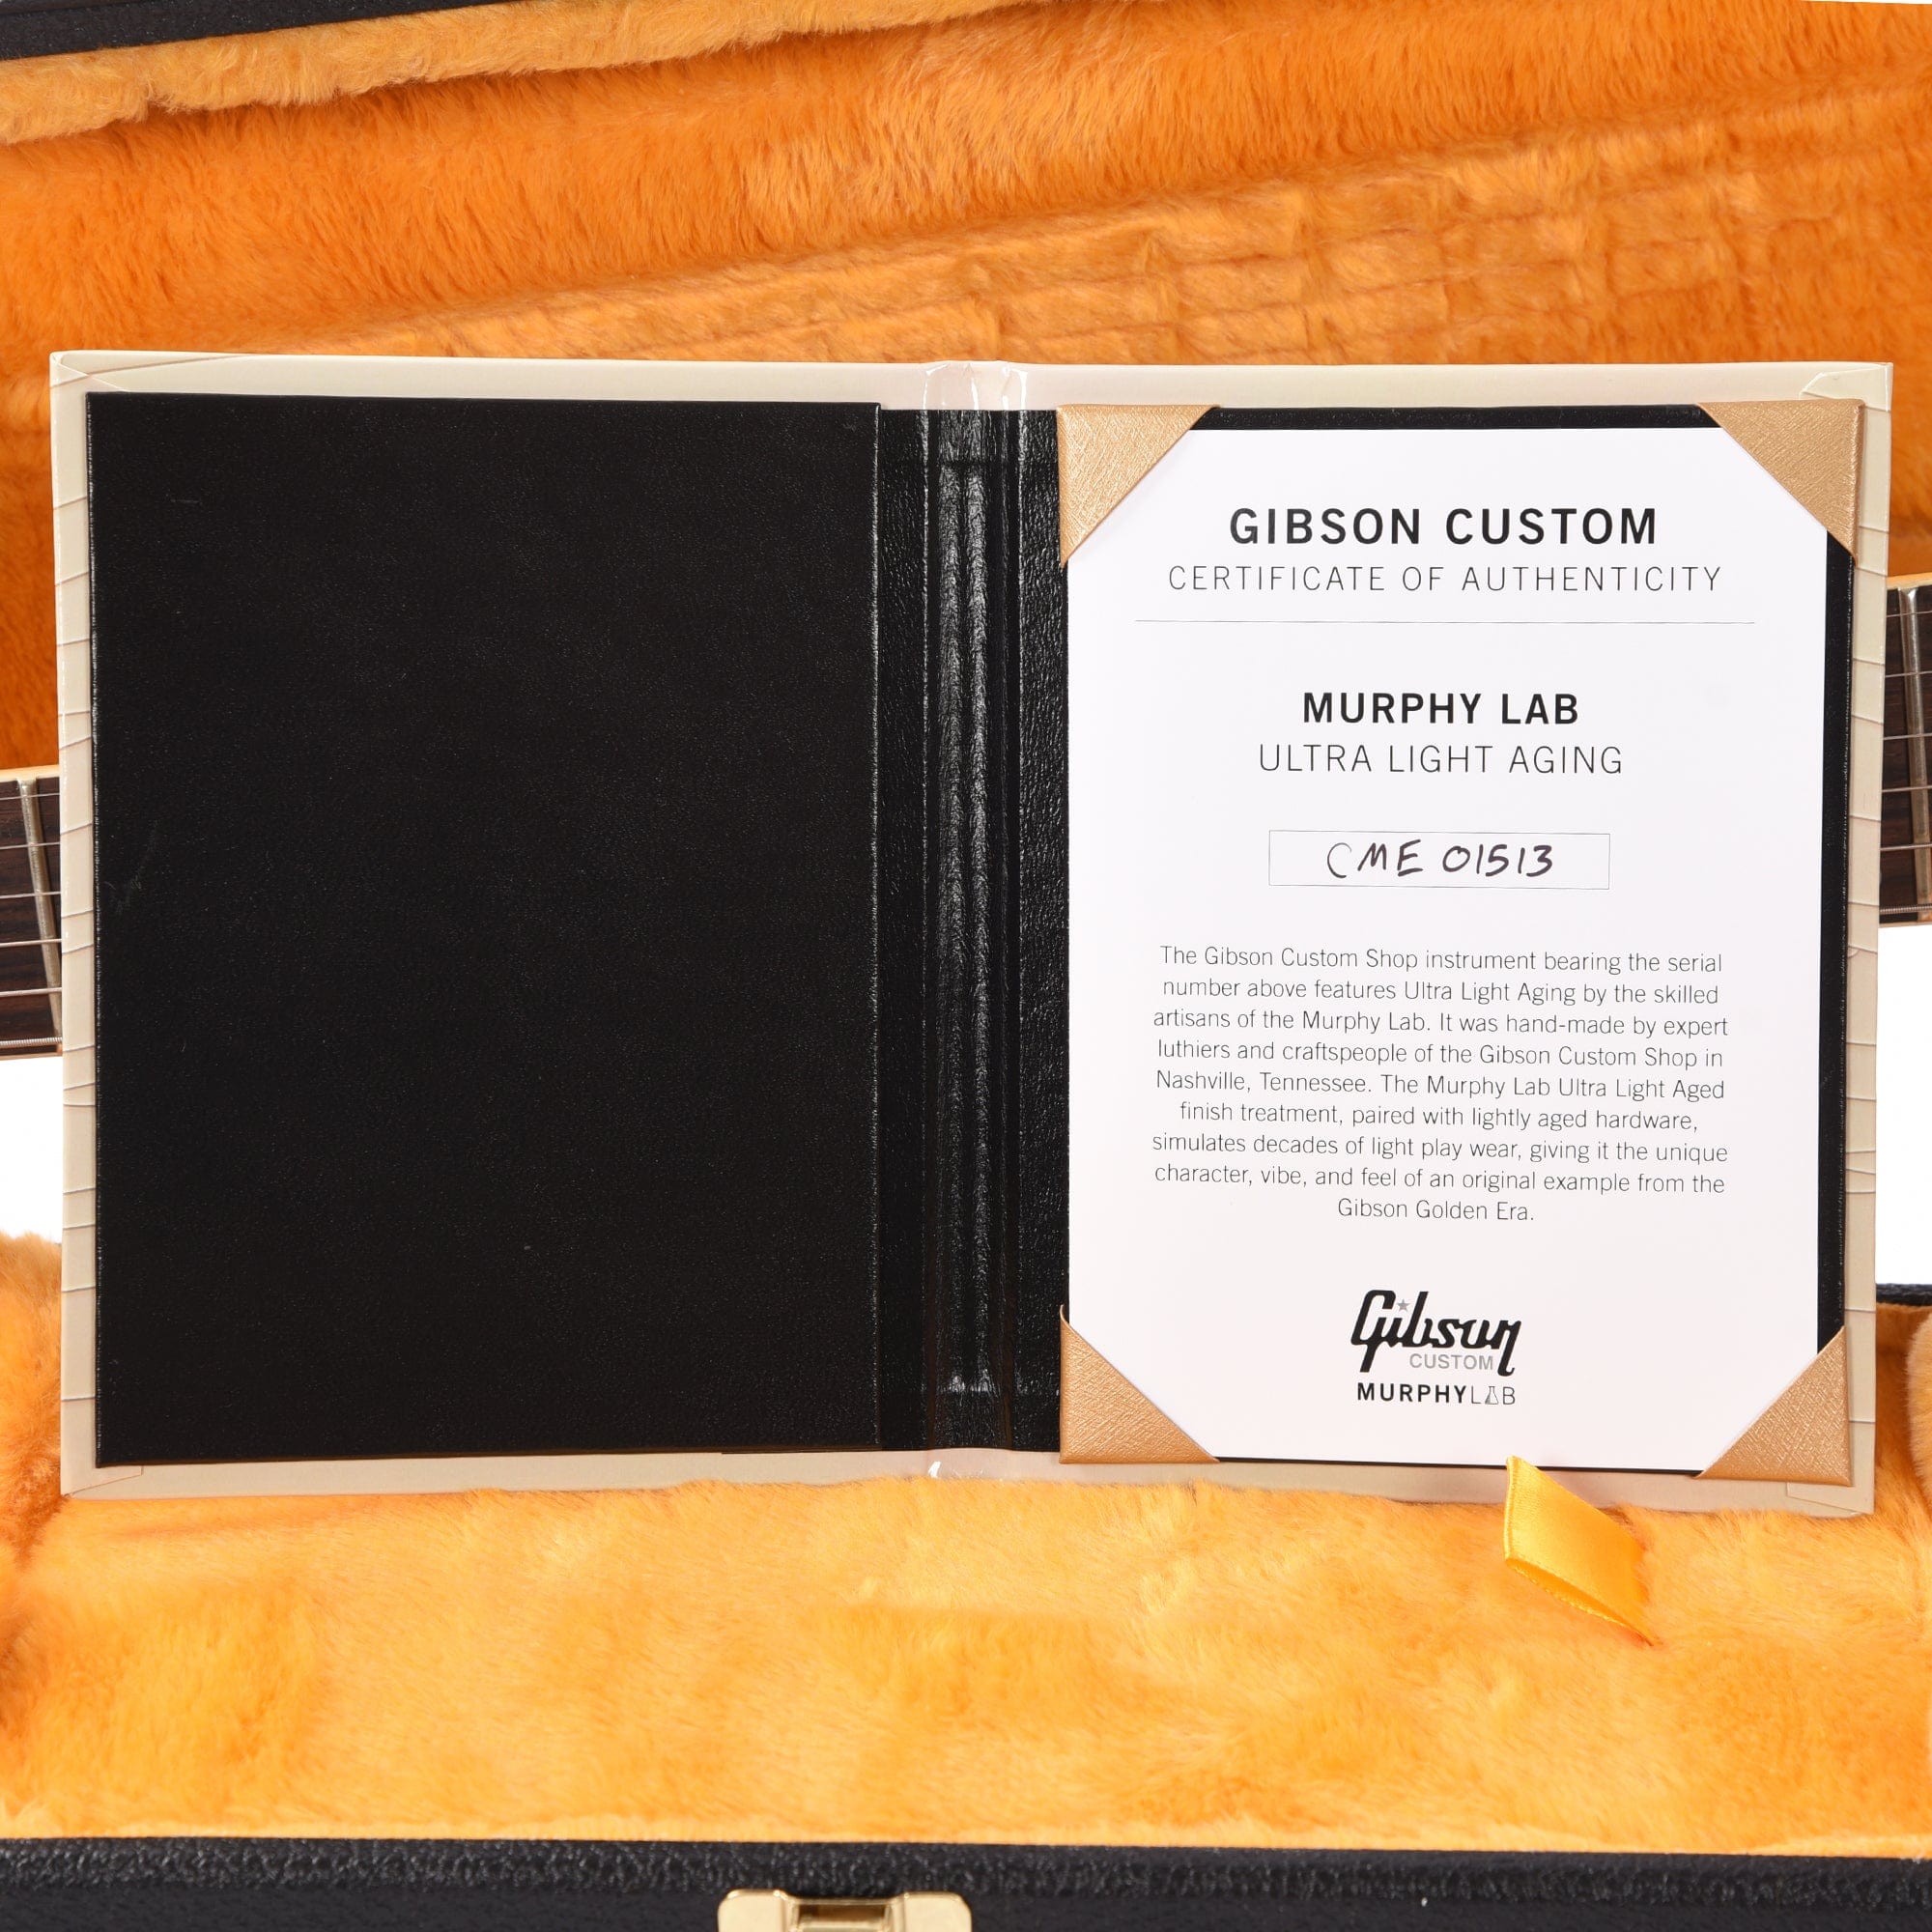 GIBSON CUSTOM
CERTIFICATE OF AUTHENTICITY
MURPHY LAB
ULTRA LIGHT AGING
CME 01513
The Gibson Custom Shop instrument bearing the serial
number above features Ultra Light Aging by the skilled
artisans of the Murphy Lab. It was hand-made by expert
luthiers and craftspeople of the Gibson Custom Shop in
Nashville, Tennessee. The Murphy Lab Ultra Light Aged
finish treatment, paired with lightly aged hardware,
simulates decades of light play wear, giving it the unique
character, vibe, and feel of an original example from the
Gibson Golden Era.
Gibson
CUSTOM
MURPHYLAB